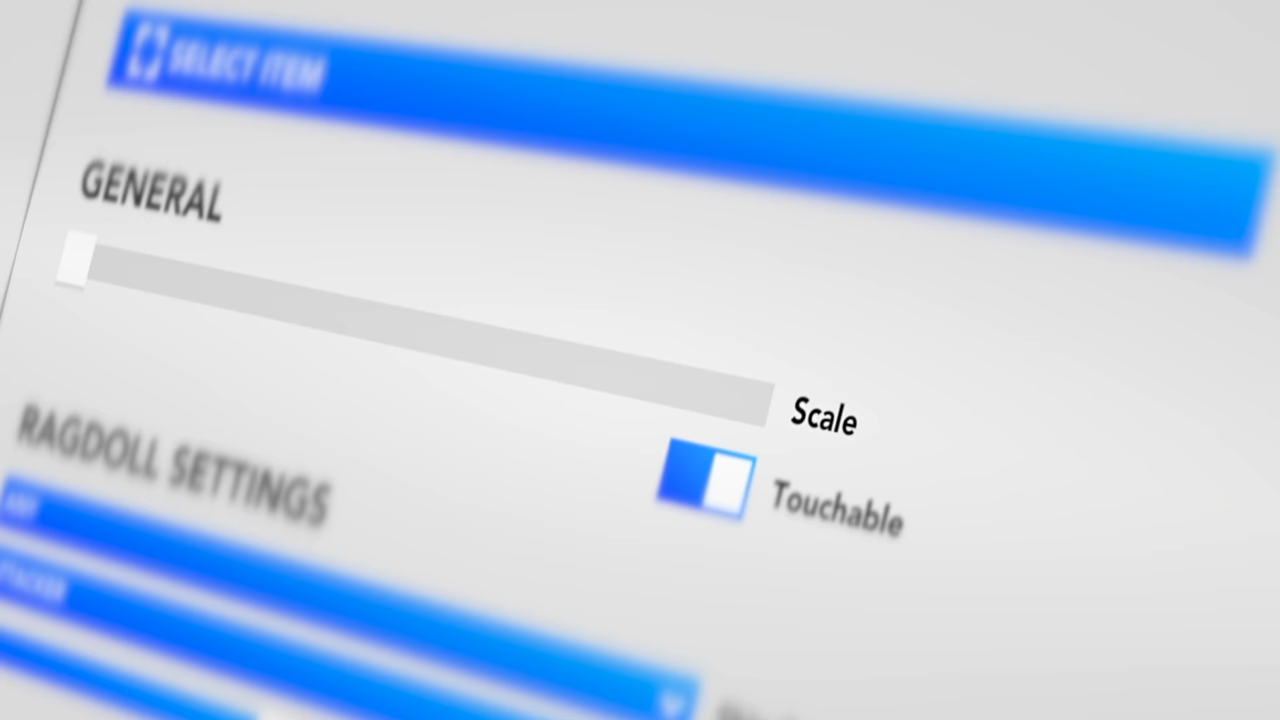 SELECT ITEM
GENERAL
Scale
Touchable
RAGDOLL SETTINGS